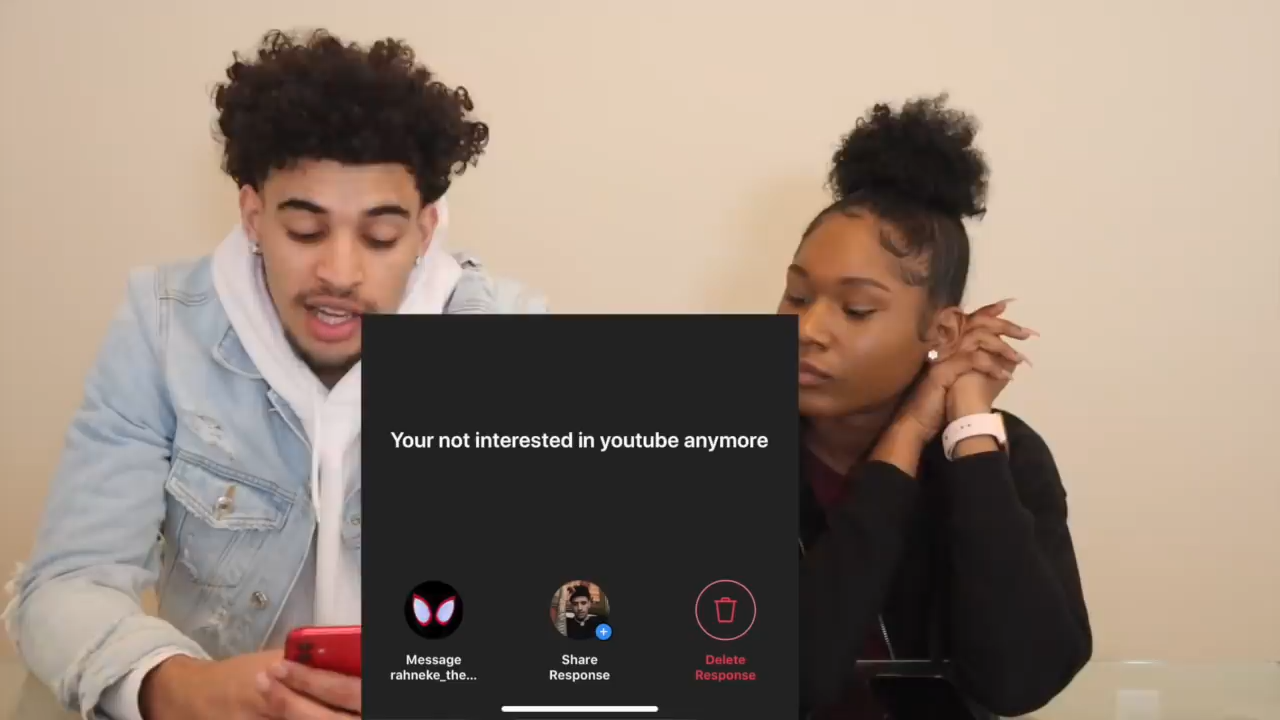 Your not interested in youtube anymore
Message
rahneke_the...
Share
Response
Delete
Response